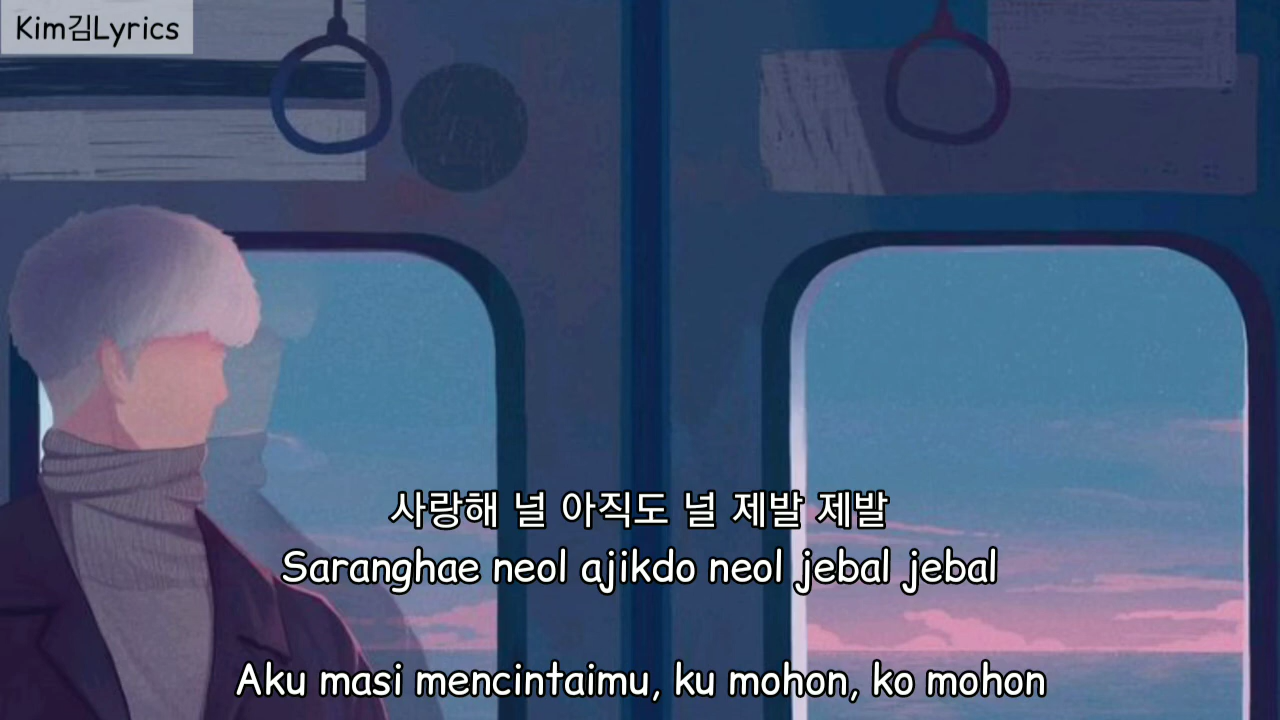 Kim김Lyrics
사랑해 널 아직도 널 제발 제발
Saranghae neol ajikdo neol jebal jebal
Aku masi mencintaimu, ku mohon, ko mohon